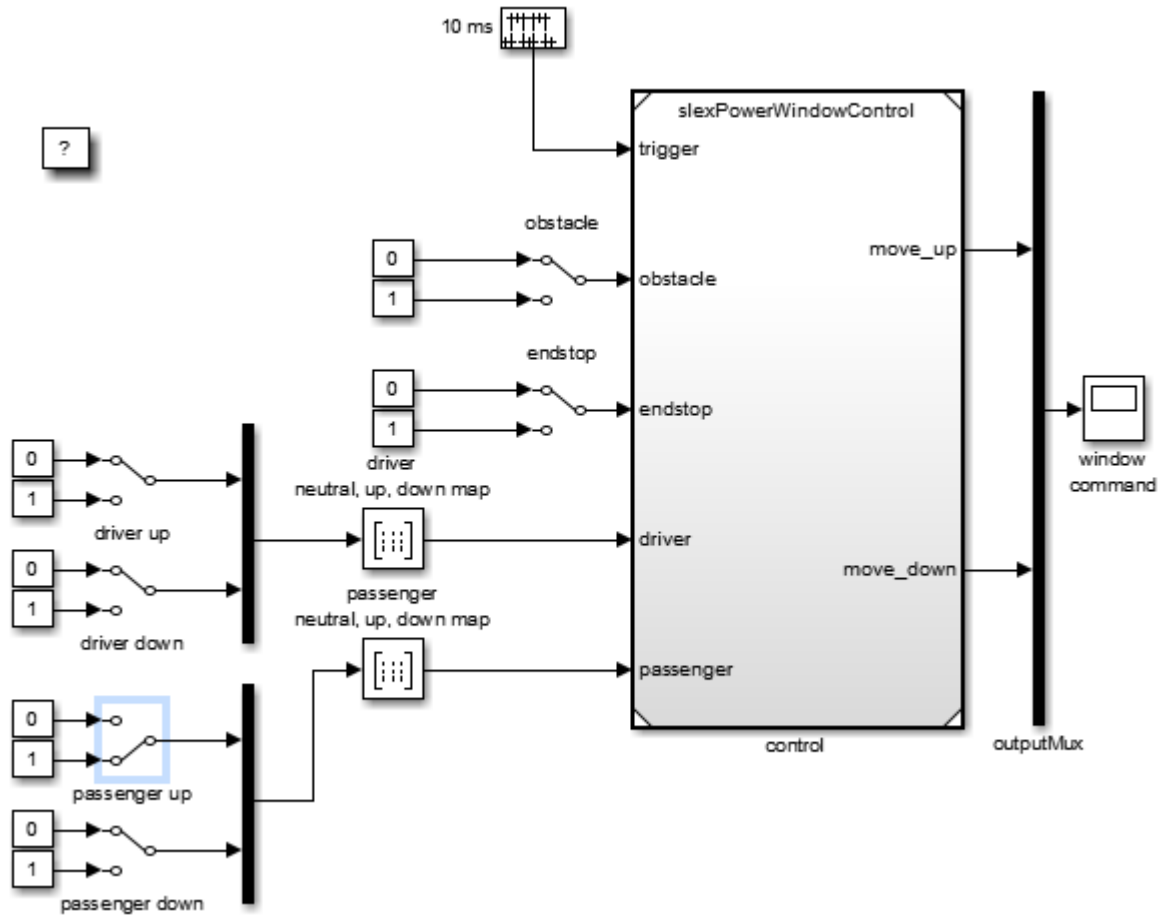 10 ms
?
slexPowerWindowControl
trigger
obstacle
0
1
obstacle
move_up
endstop
0
1
endstop
driver
neutral, up, down map
0
1
driver up
driver
window
command
0
1
driver down
passenger
neutral, up, down map
move_down
passenger
0
1
passenger up
control
outputMux
0
1
passenger down